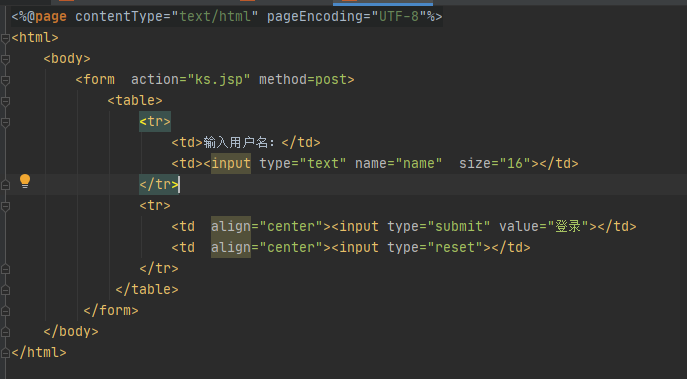 <%@page contentType="text/html" pageEncoding="UTF-8"%>
<html>
    <body>
        <form  action="ks.jsp" method=post>
            <table>
                <tr>
                    <td>输入用户名：</td>
                    <td><input type="text" name="name"  size="16"></td>
                </tr>
                <tr>
                    <td  align="center"><input type="submit" value="登录"></td>
                    <td  align="center"><input type="reset"></td>
                </tr>
             </table>
         </form>
    </body>
</html>